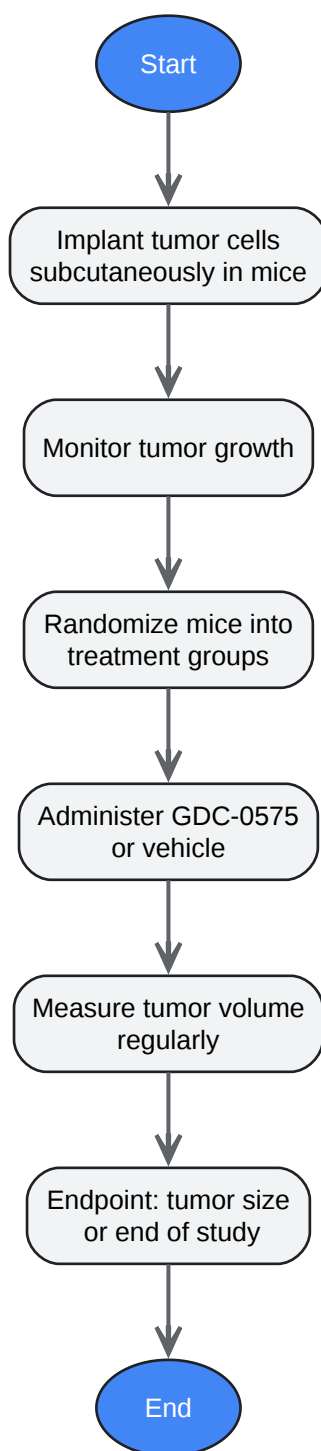 Start
Implant tumor cells
subcutaneously in mice
Monitor tumor growth
Randomize mice into
treatment groups
Administer GDC-0575
or vehicle
Measure tumor volume
regularly
Endpoint: tumor size
or end of study
End